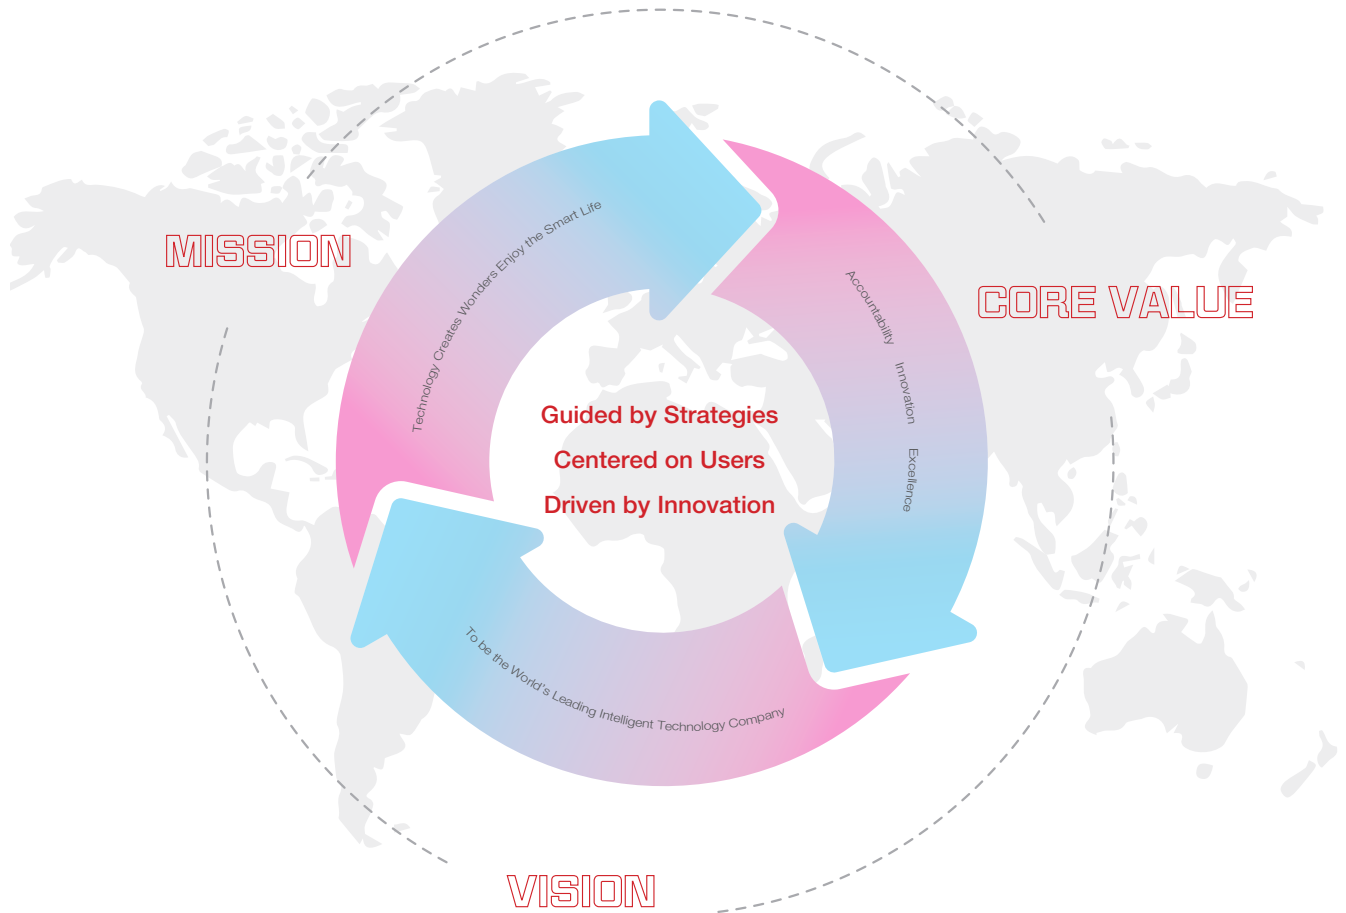 MISSION
Technology Creates Wonders Enjoy the Smart Life
CORE VALUE
Accountability Innovation Excellence
Guided by Strategies
Centered on Users
Driven by Innovation
To be the World's Leading Intelligent Technology Company
VISION